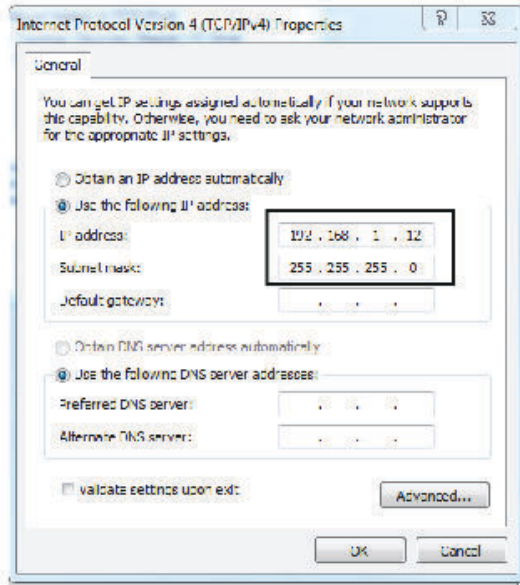 Internet Protocol Version 4 (TCP/IPv4) Properties
General
You can get IP settings assigned automatically if your network supports
this capability. Otherwise, you need to ask your network administrator
for the appropriate IP settings.
Obtain an IP address automatically
Use the following IP address:
IP address: 192 . 168 . 1 . 12
Subnet mask: 255 . 255 . 255 . 0
Default gateway: . . .
Obtain DNS server address automatically
Use the following DNS server addresses:
Preferred DNS server: . . .
Alternate DNS server: . . .
Validate settings upon exit
Advanced...
OK Cancel